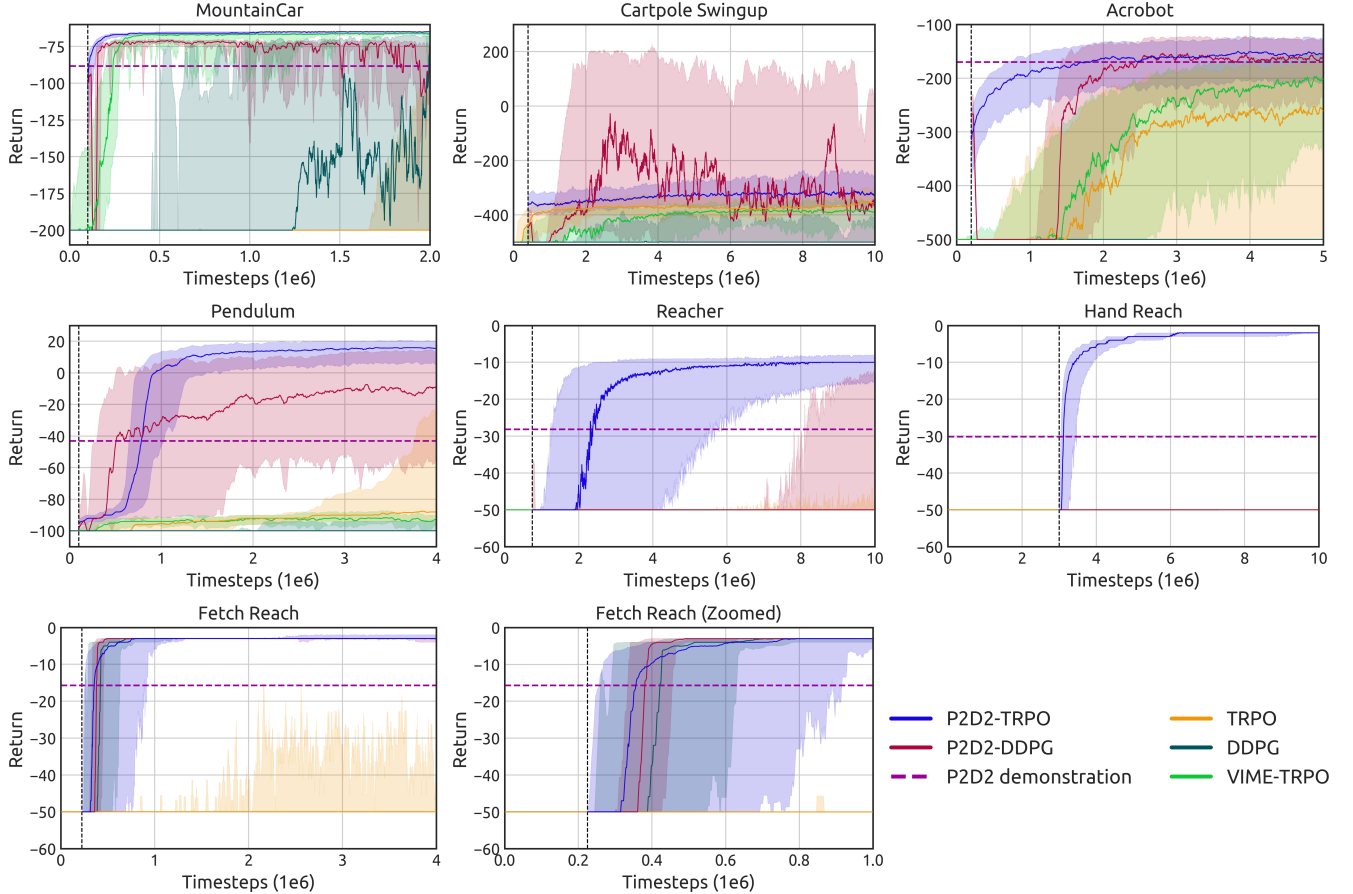 MountainCar
Return
−75
−100
−125
−150
−175
−200
0.0 0.5 1.0 1.5 2.0
Timesteps (1e6)
Cartpole Swingup
200
0
−200
−400
0 2 4 6 8 10
Timesteps (1e6)
Acrobot
Return
−100
−200
−300
−400
−500
0 1 2 3 4 5
Timesteps (1e6)
Pendulum
Return
20
0
−20
−40
−60
−80
−100
0 1 2 3 4
Timesteps (1e6)
Reacher
Return
0
−10
−20
−30
−40
−50
−60
0 2 4 6 8 10
Timesteps (1e6)
Hand Reach
Return
0
−10
−20
−30
−40
−50
−60
0 2 4 6 8 10
Timesteps (1e6)
Fetch Reach
Return
0
−10
−20
−30
−40
−50
−60
0 1 2 3 4
Timesteps (1e6)
Fetch Reach (Zoomed)
Return
0
−10
−20
−30
−40
−50
−60
0.0 0.2 0.4 0.6 0.8 1.0
Timesteps (1e6)
P2D2-TRPO
P2D2-DDPG
P2D2 demonstration
TRPO
DDPG
VIME-TRPO